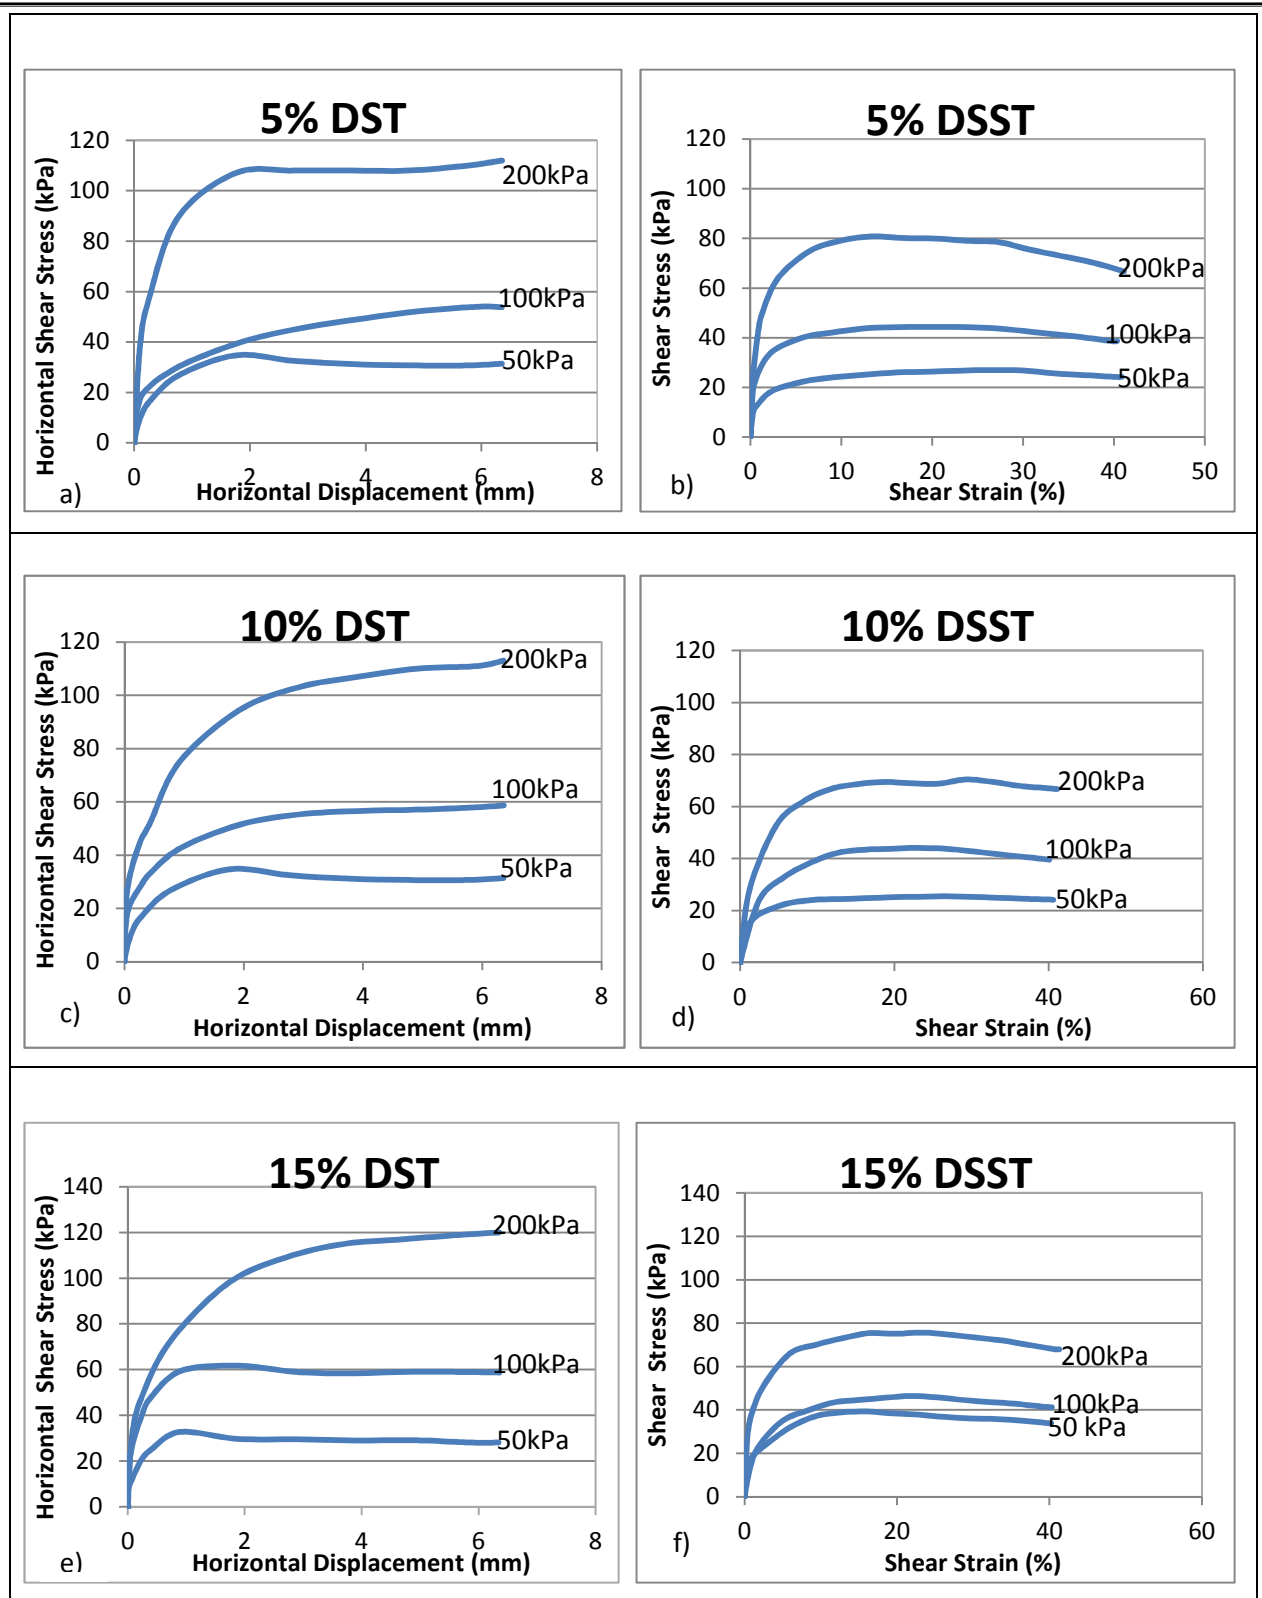 5% DST
Horizontal Shear Stress (kPa)
120
100
80
60
40
20
0
200kPa
100kPa
50kPa
0 2 4 6 8
Horizontal Displacement (mm)
a)
5% DSST
Shear Stress (kPa)
120
100
80
60
40
20
0
200kPa
100kPa
50kPa
0 10 20 30 40 50
Shear Strain (%)
b)
10% DST
Horizontal Shear Stress (kPa)
120
100
80
60
40
20
0
200kPa
100kPa
50kPa
0 2 4 6 8
Horizontal Displacement (mm)
c)
10% DSST
Shear Stress (kPa)
120
100
80
60
40
20
0
200kPa
100kPa
50kPa
0 20 40 60
Shear Strain (%)
d)
15% DST
Horizontal Shear Stress (kPa)
140
120
100
80
60
40
20
0
200kPa
100kPa
50kPa
0 2 4 6 8
Horizontal Displacement (mm)
e)
15% DSST
Shear Stress (kPa)
140
120
100
80
60
40
20
0
200kPa
100kPa
50 kPa
0 20 40 60
Shear Strain (%)
f)